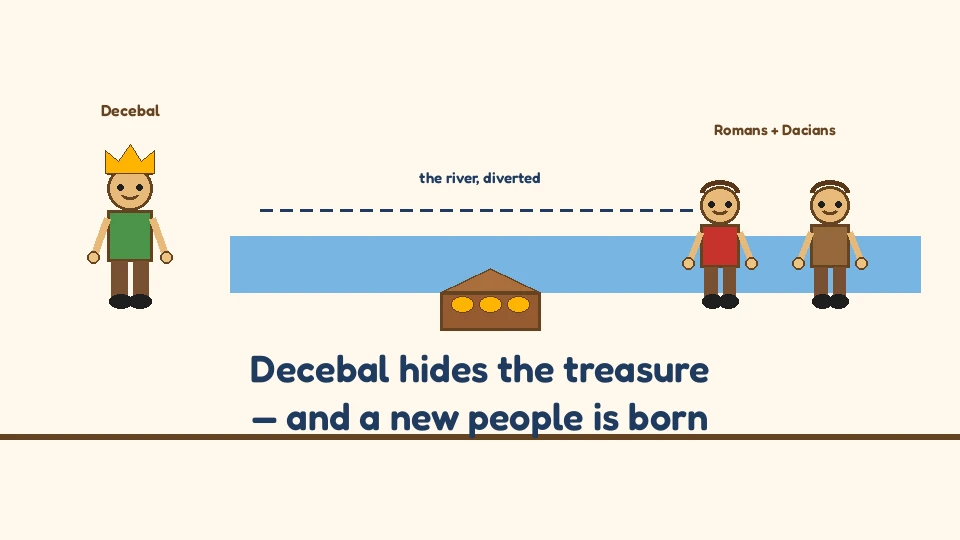 Decebal
Romans + Dacians
the river, diverted
Decebal hides the treasure
— and a new people is born